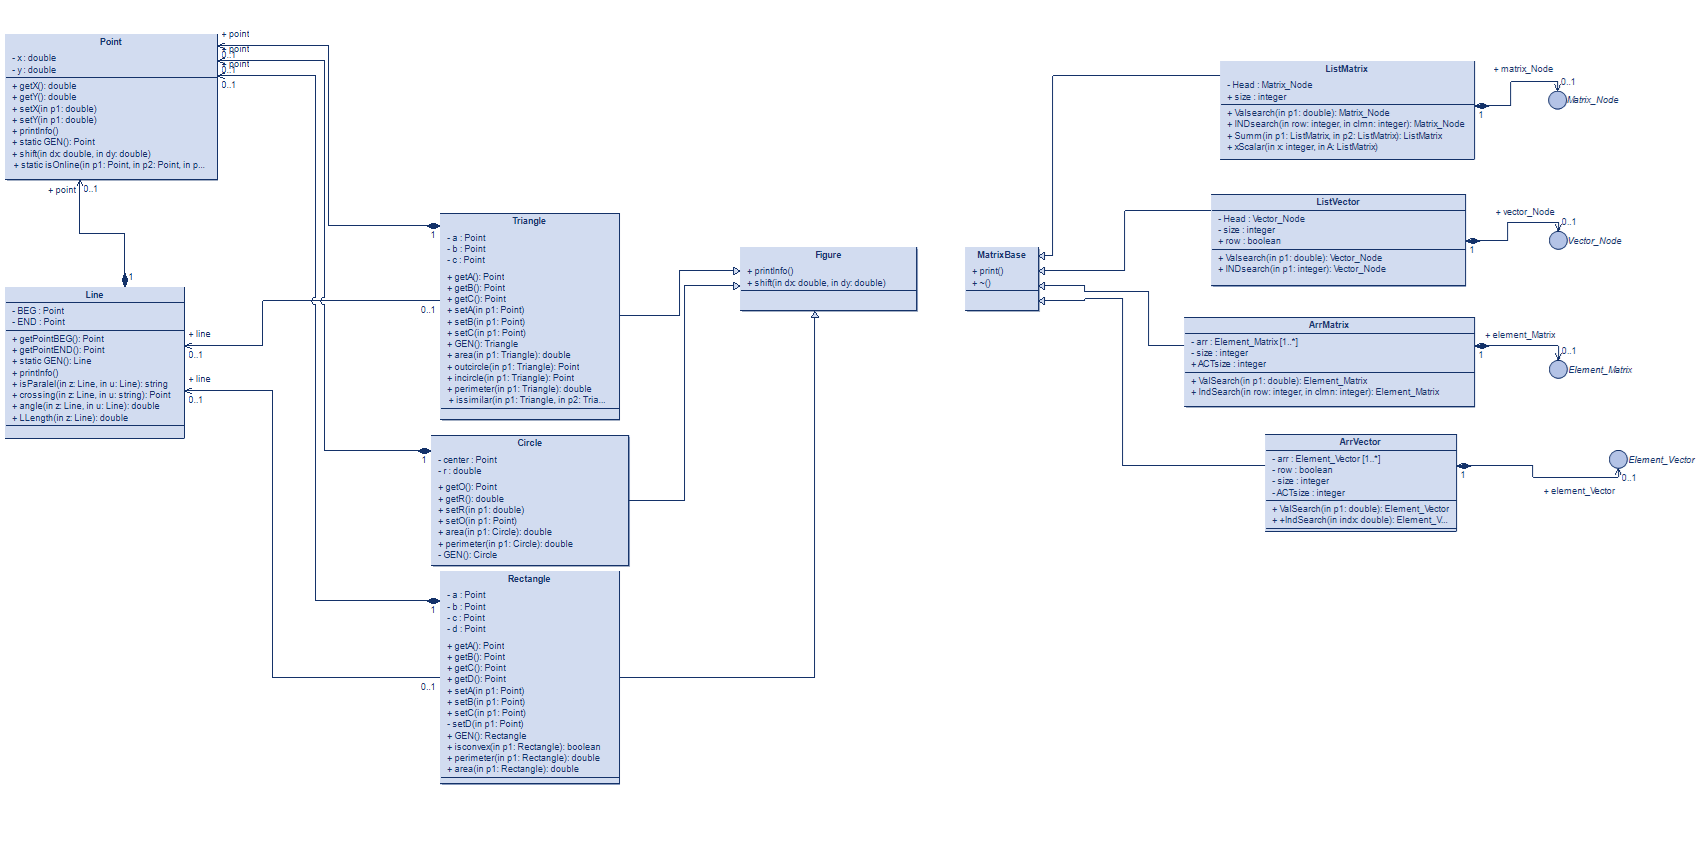 + point
Point
- x : double
- y : double
+ getX(): double
+ getY(): double
+ setX(in p1: double)
+ setY(in p1: double)
+ printInfo()
+ static GEN(): Point
+ shift(in dx: double, in dy: double)
+ static isOnline(in p1: Point, in p2: Point, in p...
+ point
0..1
+ point
0..1
0..1
+ point
0..1
1
Line
- BEG : Point
- END : Point
+ getPointBEG(): Point
+ getPointEND(): Point
+ static GEN(): Line
+ printInfo()
+ isParalel(in z: Line, in u: Line): string
+ crossing(in z: Line, in u: string): Point
+ angle(in z: Line, in u: Line): double
+ LLength(in z: Line): double
+ line
0..1
+ line
0..1
1
0..1
Triangle
- a : Point
- b : Point
- c : Point
+ getA(): Point
+ getB(): Point
+ getC(): Point
+ setA(in p1: Point)
+ setB(in p1: Point)
+ setC(in p1: Point)
+ GEN(): Triangle
+ area(in p1: Triangle): double
+ outcircle(in p1: Triangle): Point
+ incircle(in p1: Triangle): Point
+ perimeter(in p1: Triangle): double
+ issimilar(in p1: Triangle, in p2: Tria...
1
Circle
- center : Point
- r : double
+ getO(): Point
+ getR(): double
+ setR(in p1: double)
+ setO(in p1: Point)
+ area(in p1: Circle): double
+ perimeter(in p1: Circle): double
- GEN(): Circle
1
0..1
Rectangle
- a : Point
- b : Point
- c : Point
- d : Point
+ getA(): Point
+ getB(): Point
+ getC(): Point
+ getD(): Point
+ setA(in p1: Point)
+ setB(in p1: Point)
+ setC(in p1: Point)
- setD(in p1: Point)
+ GEN(): Rectangle
+ isconvex(in p1: Rectangle): boolean
+ perimeter(in p1: Rectangle): double
+ area(in p1: Rectangle): double
Figure
+ printInfo()
+ shift(in dx: double, in dy: double)
MatrixBase
+ print()
+ ~()
ListMatrix
- Head : Matrix_Node
+ size : integer
+ Valsearch(in p1: double): Matrix_Node
+ INDsearch(in row: integer, in clmn: integer): Matrix_Node
+ Summ(in p1: ListMatrix, in p2: ListMatrix): ListMatrix
+ xScalar(in x: integer, in A: ListMatrix)
+ matrix_Node
0..1
1
Matrix_Node
ListVector
- Head : Vector_Node
- size : integer
+ row : boolean
+ Valsearch(in p1: double): Vector_Node
+ INDsearch(in p1: integer): Vector_Node
+ vector_Node
0..1
1
Vector_Node
ArrMatrix
- arr : Element_Matrix [1..*]
- size : integer
+ ACTsize : integer
+ ValSearch(in p1: double): Element_Matrix
+ IndSearch(in row: integer, in clmn: integer): Element_Matrix
+ element_Matrix
0..1
1
Element_Matrix
ArrVector
- arr : Element_Vector [1..*]
- row : boolean
- size : integer
- ACTsize : integer
+ ValSearch(in p1: double): Element_Vector
+ +IndSearch(in indx: double): Element_V...
1
Element_Vector
0..1
+ element_Vector